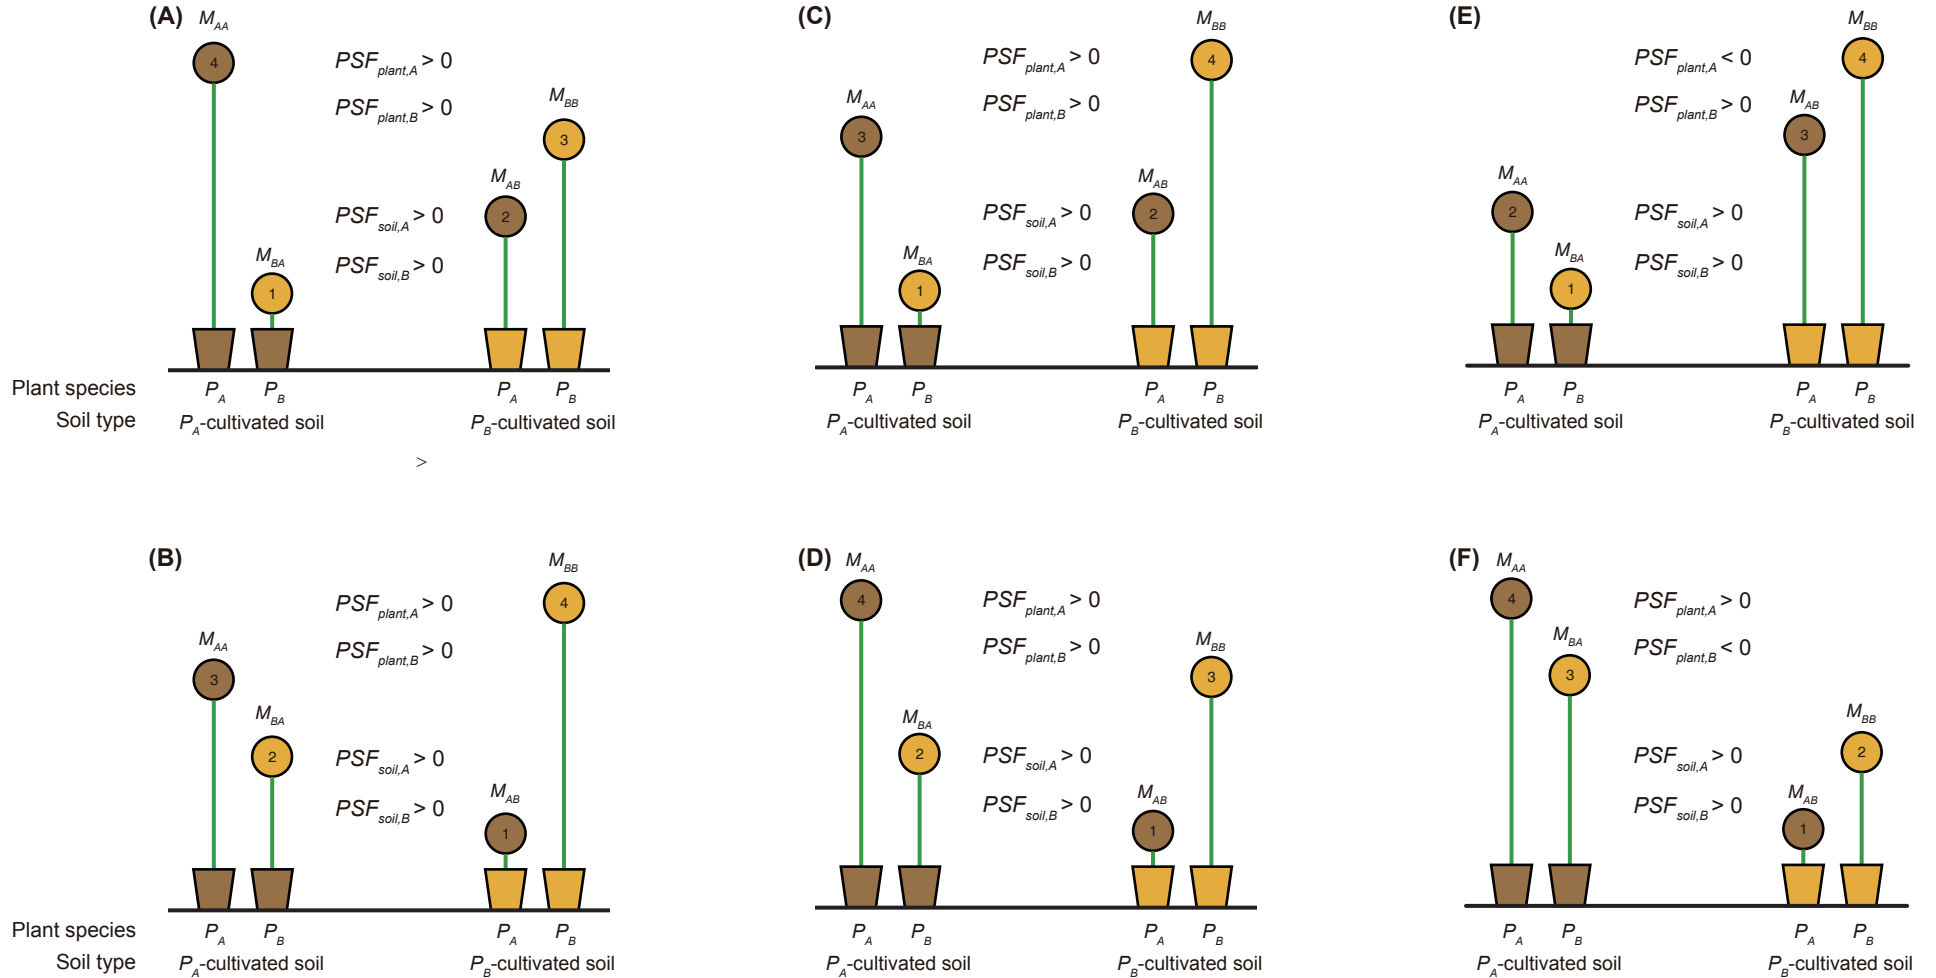 (A)
M_AA
4
PSF_plant,A > 0
PSF_plant,B > 0
M_BB
3
M_AB
2
PSF_soil,A > 0
PSF_soil,B > 0
M_BA
1
Plant species P_A P_B P_A P_B
Soil type P_A-cultivated soil P_B-cultivated soil
>
(C)
M_BB
4
PSF_plant,A > 0
PSF_plant,B > 0
M_AA
3
M_AB
2
PSF_soil,A > 0
PSF_soil,B > 0
M_BA
1
P_A P_B P_A P_B
P_A-cultivated soil P_B-cultivated soil
(E)
M_BB
4
PSF_plant,A < 0
PSF_plant,B > 0
M_AB
3
M_AA
2
PSF_soil,A > 0
PSF_soil,B > 0
M_BA
1
P_A P_B P_A P_B
P_A-cultivated soil P_B-cultivated soil
(B)
M_BB
4
PSF_plant,A > 0
PSF_plant,B > 0
M_AA
3
M_BA
2
PSF_soil,A > 0
PSF_soil,B > 0
M_AB
1
Plant species P_A P_B P_A P_B
Soil type P_A-cultivated soil P_B-cultivated soil
(D)
M_AA
4
PSF_plant,A > 0
PSF_plant,B > 0
M_BB
3
M_BA
2
PSF_soil,A > 0
PSF_soil,B > 0
M_AB
1
P_A P_B P_A P_B
P_A-cultivated soil P_B-cultivated soil
(F)
M_AA
4
PSF_plant,A > 0
PSF_plant,B < 0
M_BA
3
M_BB
2
PSF_soil,A > 0
PSF_soil,B > 0
M_AB
1
P_A P_B P_A P_B
P_A-cultivated soil P_B-cultivated soil